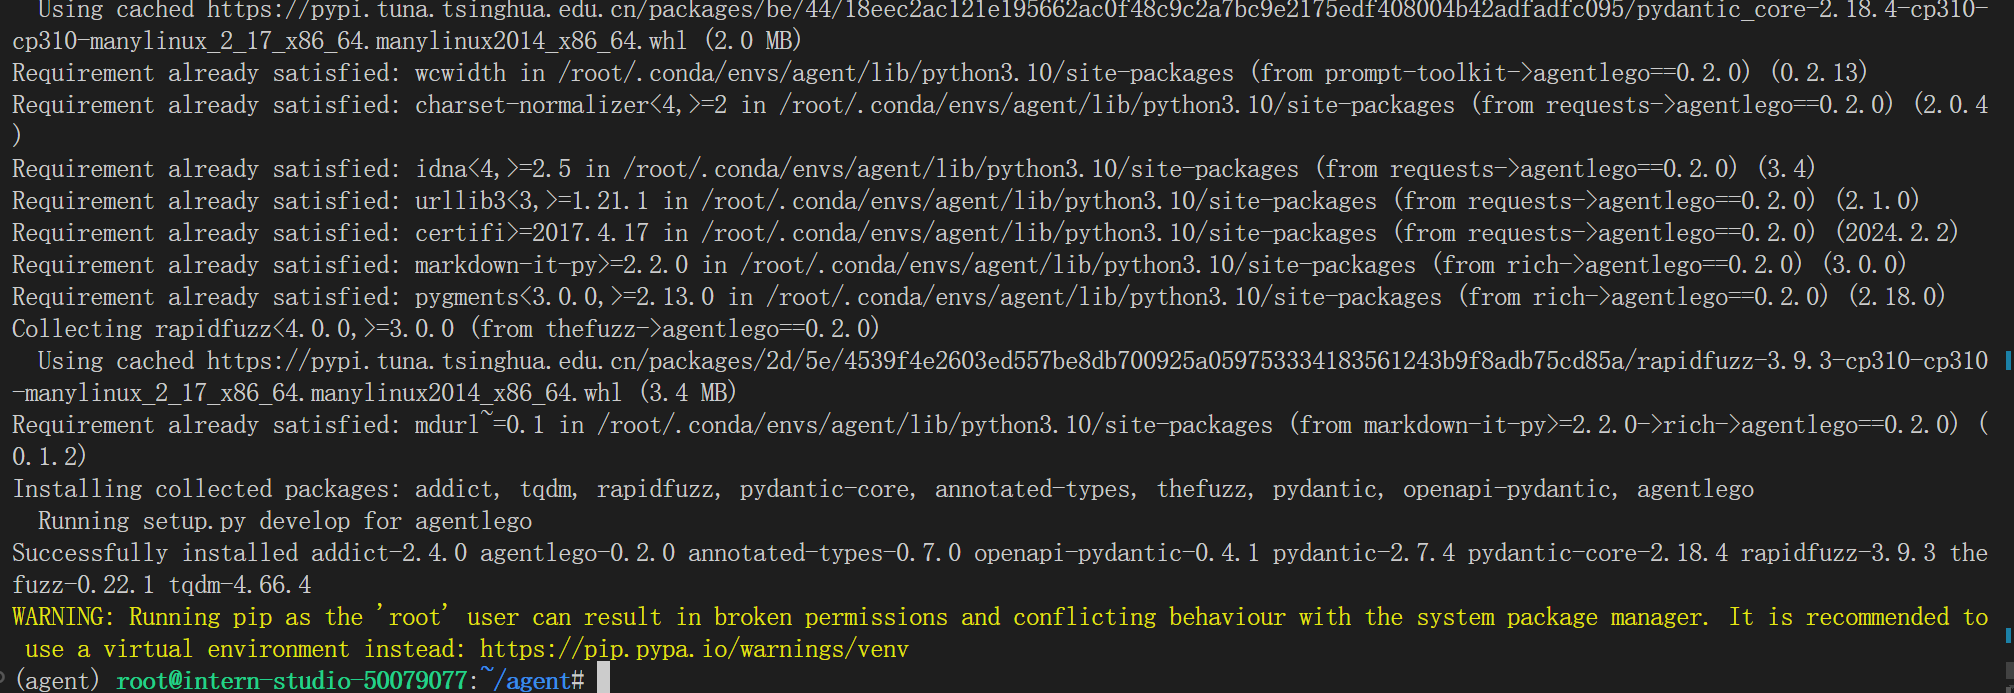 Using cached https://pypi.tuna.tsinghua.edu.cn/packages/be/44/18eec2ac121e195662ac0f48c9c2a7bc9e2175edf408004b42adfadfc095/pydantic_core-2.18.4-cp310-
cp310-manylinux_2_17_x86_64.manylinux2014_x86_64.whl (2.0 MB)
Requirement already satisfied: wcwidth in /root/.conda/envs/agent/lib/python3.10/site-packages (from prompt-toolkit->agentlego==0.2.0) (0.2.13)
Requirement already satisfied: charset-normalizer<4,>=2 in /root/.conda/envs/agent/lib/python3.10/site-packages (from requests->agentlego==0.2.0) (2.0.4
)
Requirement already satisfied: idna<4,>=2.5 in /root/.conda/envs/agent/lib/python3.10/site-packages (from requests->agentlego==0.2.0) (3.4)
Requirement already satisfied: urllib3<3,>=1.21.1 in /root/.conda/envs/agent/lib/python3.10/site-packages (from requests->agentlego==0.2.0) (2.1.0)
Requirement already satisfied: certifi>=2017.4.17 in /root/.conda/envs/agent/lib/python3.10/site-packages (from requests->agentlego==0.2.0) (2024.2.2)
Requirement already satisfied: markdown-it-py>=2.2.0 in /root/.conda/envs/agent/lib/python3.10/site-packages (from rich->agentlego==0.2.0) (3.0.0)
Requirement already satisfied: pygments<3.0.0,>=2.13.0 in /root/.conda/envs/agent/lib/python3.10/site-packages (from rich->agentlego==0.2.0) (2.18.0)
Collecting rapidfuzz<4.0.0,>=3.0.0 (from thefuzz->agentlego==0.2.0)
Using cached https://pypi.tuna.tsinghua.edu.cn/packages/2d/5e/4539f4e2603ed557be8db700925a059753334183561243b9f8adb75cd85a/rapidfuzz-3.9.3-cp310-cp310
-manylinux_2_17_x86_64.manylinux2014_x86_64.whl (3.4 MB)
Requirement already satisfied: mdurl~=0.1 in /root/.conda/envs/agent/lib/python3.10/site-packages (from markdown-it-py>=2.2.0->rich->agentlego==0.2.0) (
0.1.2)
Installing collected packages: addict, tqdm, rapidfuzz, pydantic-core, annotated-types, thefuzz, pydantic, openapi-pydantic, agentlego
Running setup.py develop for agentlego
Successfully installed addict-2.4.0 agentlego-0.2.0 annotated-types-0.7.0 openapi-pydantic-0.4.1 pydantic-2.7.4 pydantic-core-2.18.4 rapidfuzz-3.9.3 the
fuzz-0.22.1 tqdm-4.66.4
WARNING: Running pip as the 'root' user can result in broken permissions and conflicting behaviour with the system package manager. It is recommended to
use a virtual environment instead: https://pip.pypa.io/warnings/venv
(agent) root@intern-studio-50079077:~/agent#